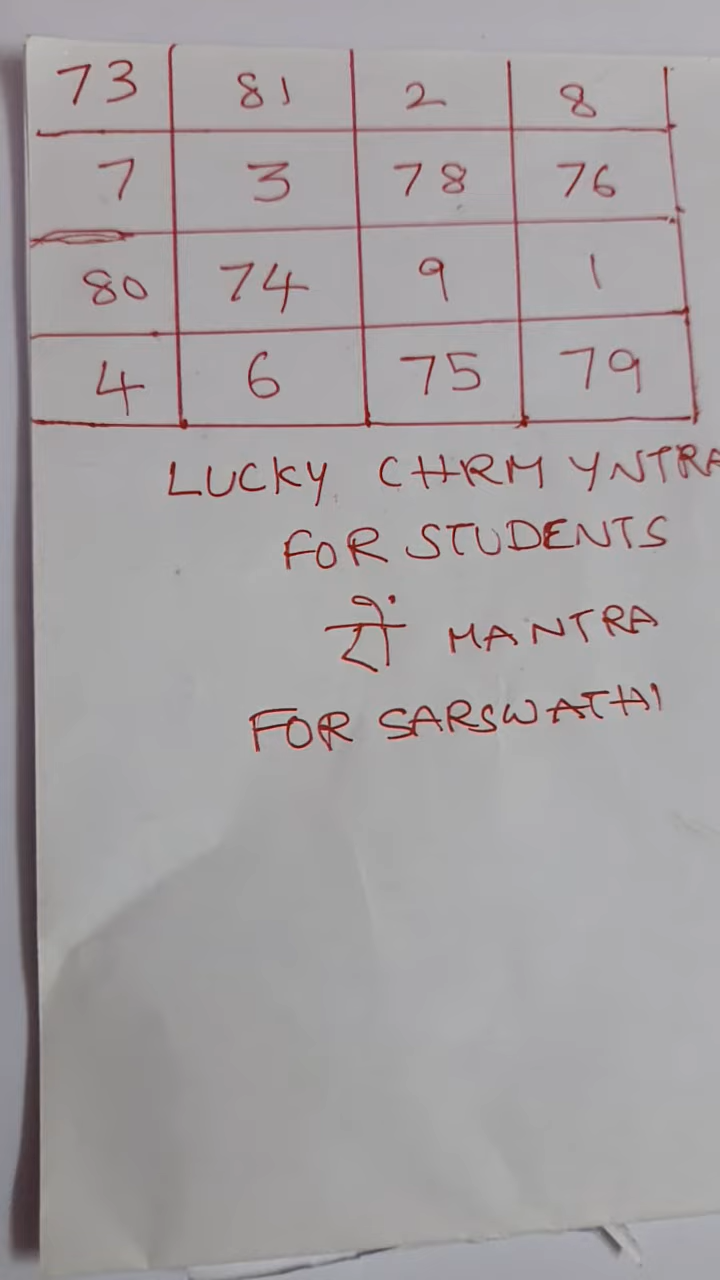 73 81 2 8
7 3 78 76
80 74 9 1
4 6 75 79
LUCKY CHRM YNTRA
FOR STUDENTS
MANTRA
FOR SARSWATHI